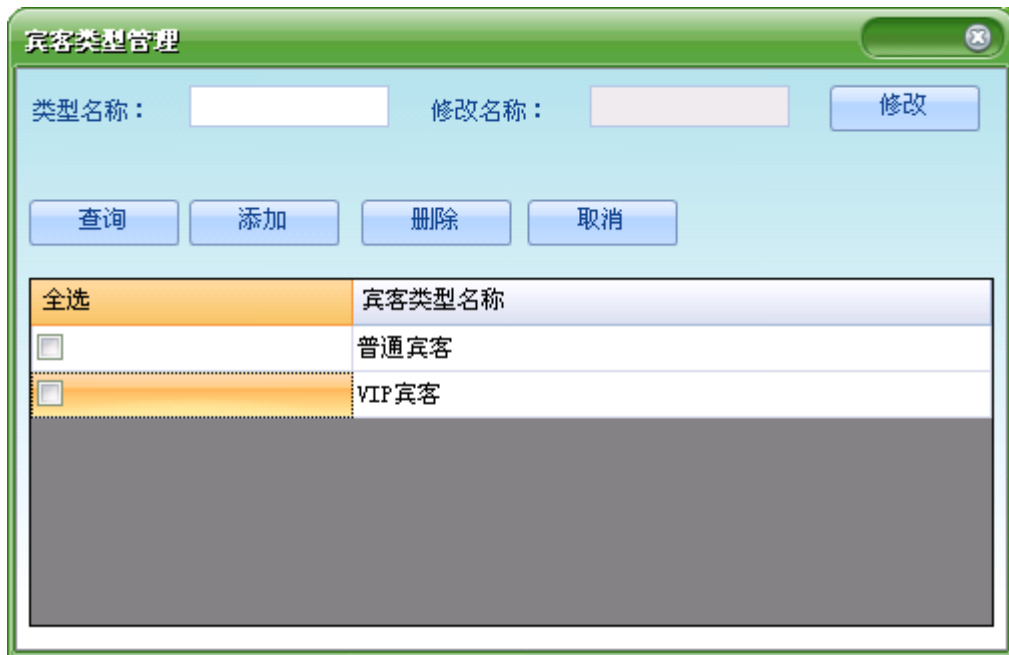 宾客类型管理
类型名称： 修改名称： 修改
查询 添加 删除 取消
全选 宾客类型名称
普通宾客
VIP宾客